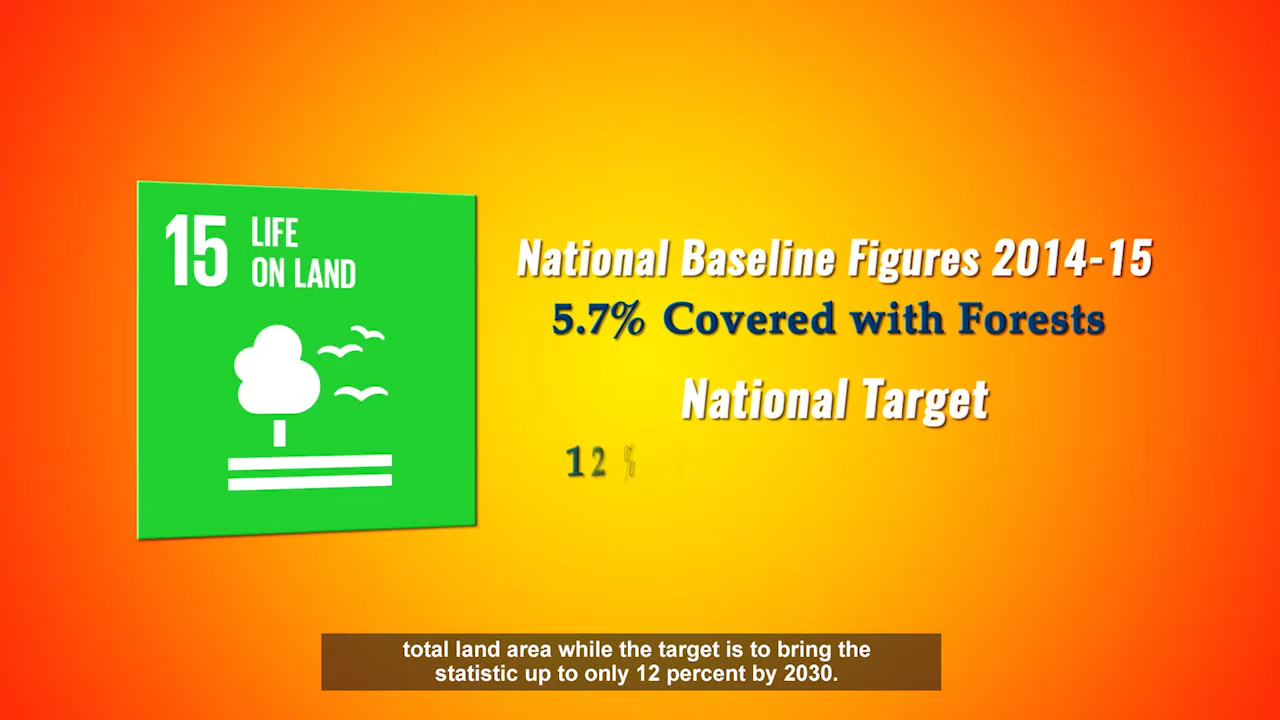 15 LIFE
ON LAND
National Baseline Figures 2014-15
5.7% Covered with Forests
National Target
12 %
total land area while the target is to bring the
statistic up to only 12 percent by 2030.